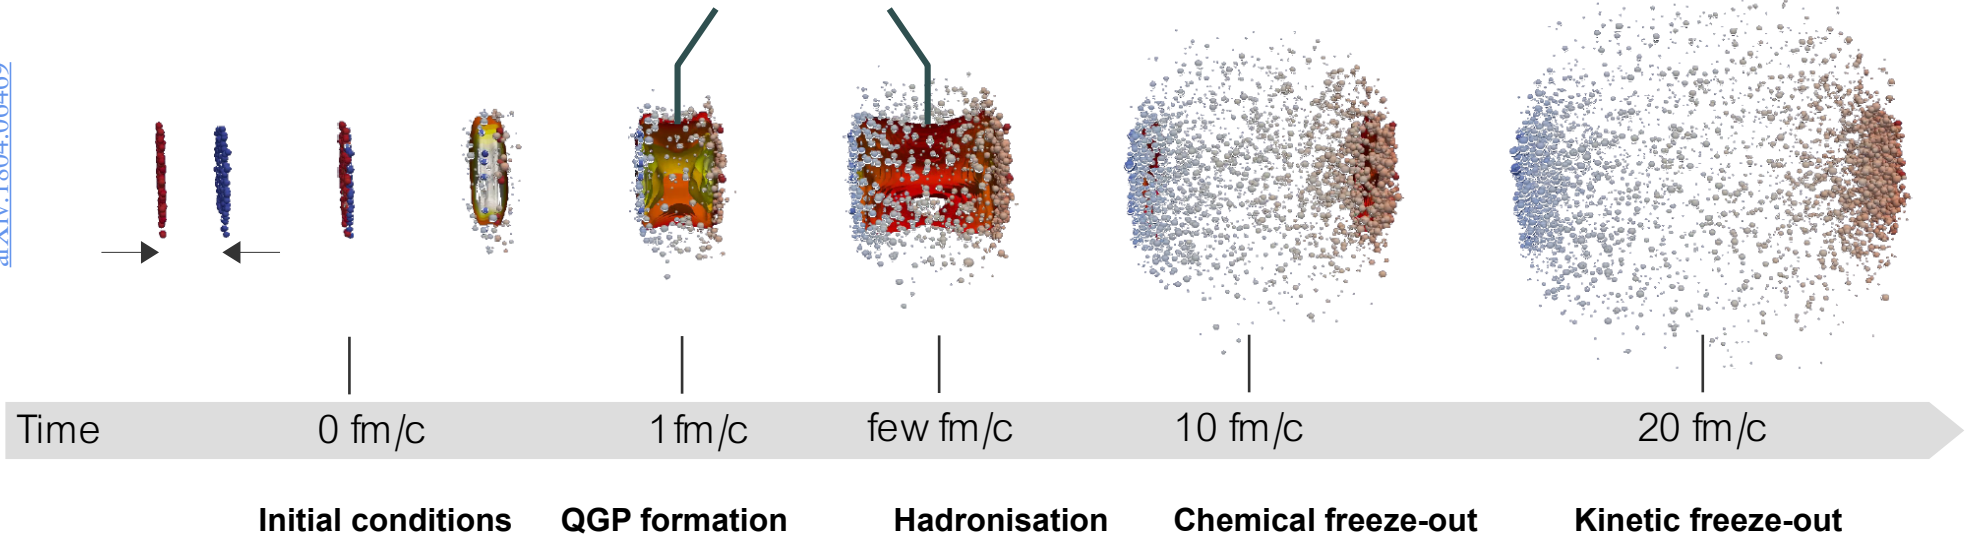 Time
0 fm/c
1 fm/c
few fm/c
10 fm/c
20 fm/c
Initial conditions
QGP formation
Hadronisation
Chemical freeze-out
Kinetic freeze-out